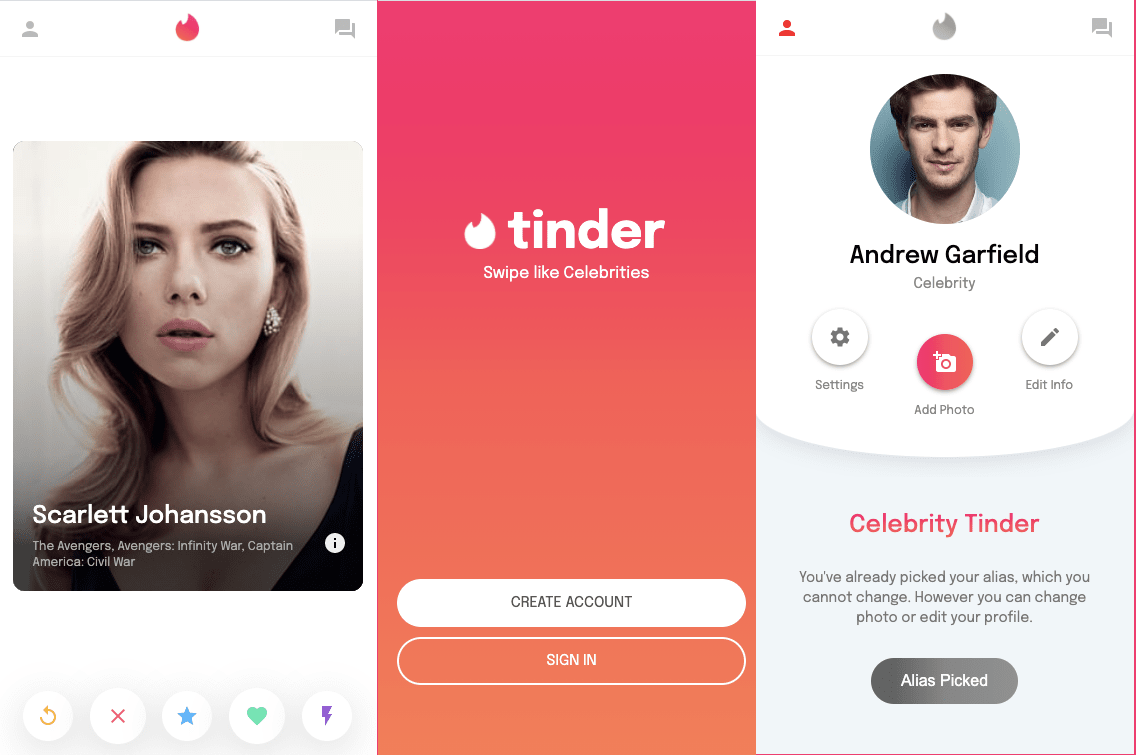 Scarlett Johansson
The Avengers, Avengers: Infinity War, Captain
America: Civil War
tinder
Swipe like Celebrities
CREATE ACCOUNT
SIGN IN
Andrew Garfield
Celebrity
Settings
Add Photo
Edit Info
Celebrity Tinder
You've already picked your alias, which you
cannot change. However you can change
photo or edit your profile.
Alias Picked